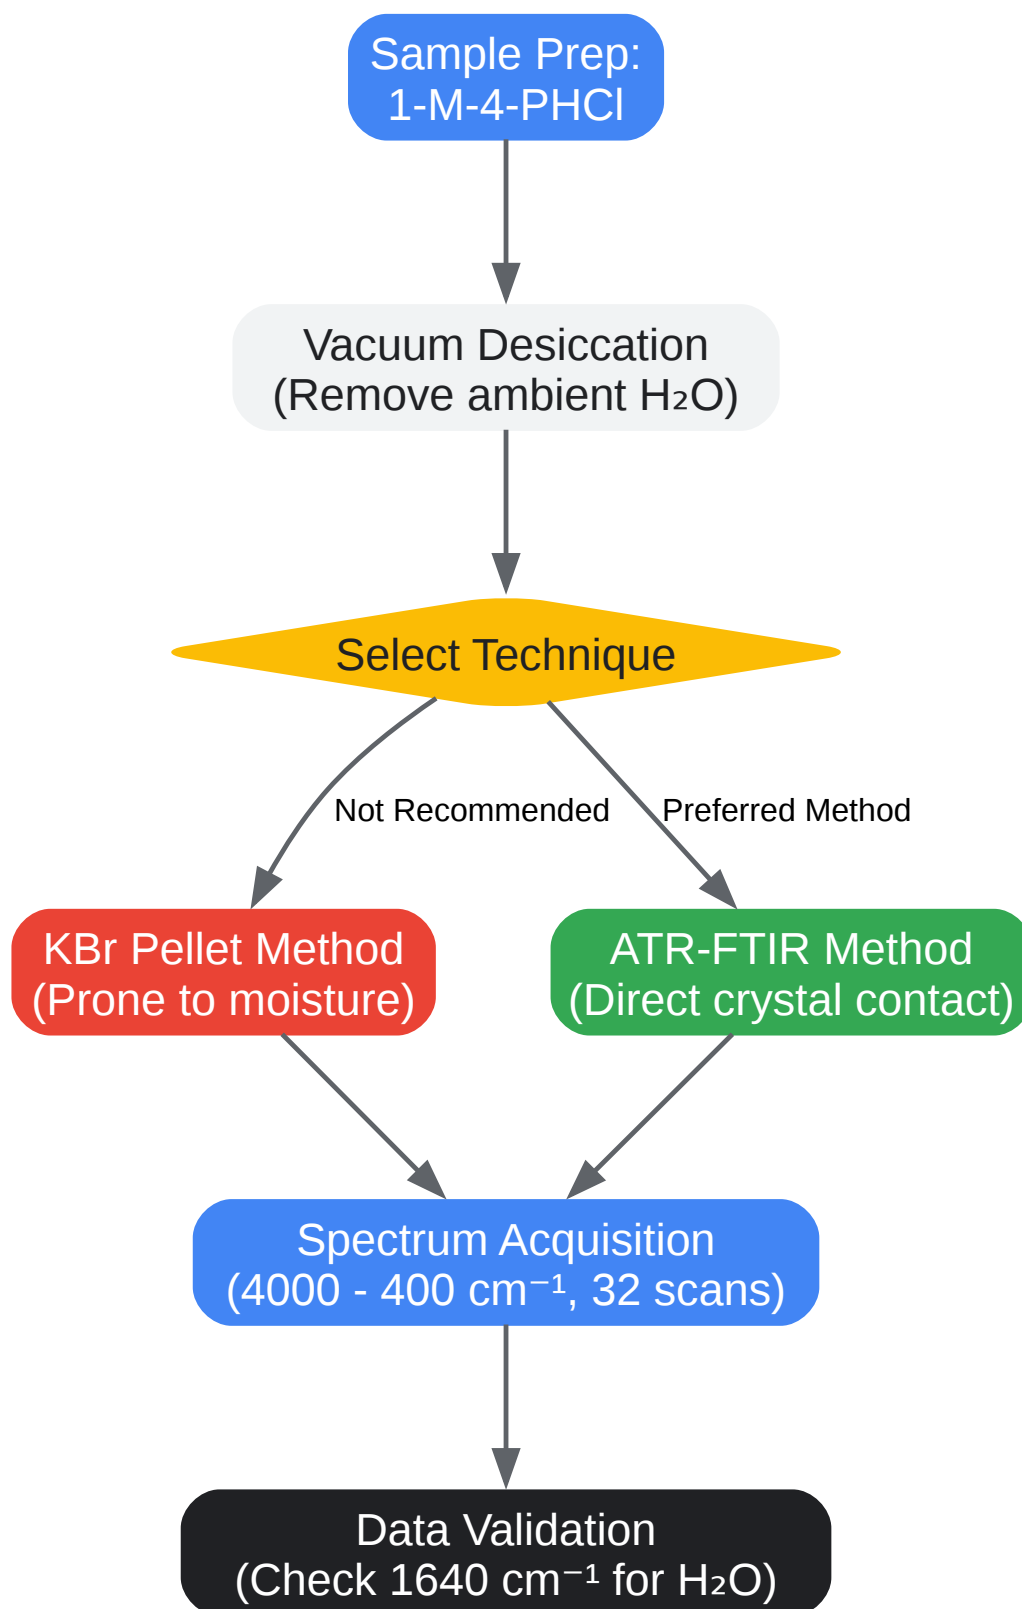 Sample Prep:
1-M-4-PHCl
Vacuum Desiccation
(Remove ambient H₂O)
Select Technique
Not Recommended
Preferred Method
KBr Pellet Method
(Prone to moisture)
ATR-FTIR Method
(Direct crystal contact)
Spectrum Acquisition
(4000 - 400 cm⁻¹, 32 scans)
Data Validation
(Check 1640 cm⁻¹ for H₂O)